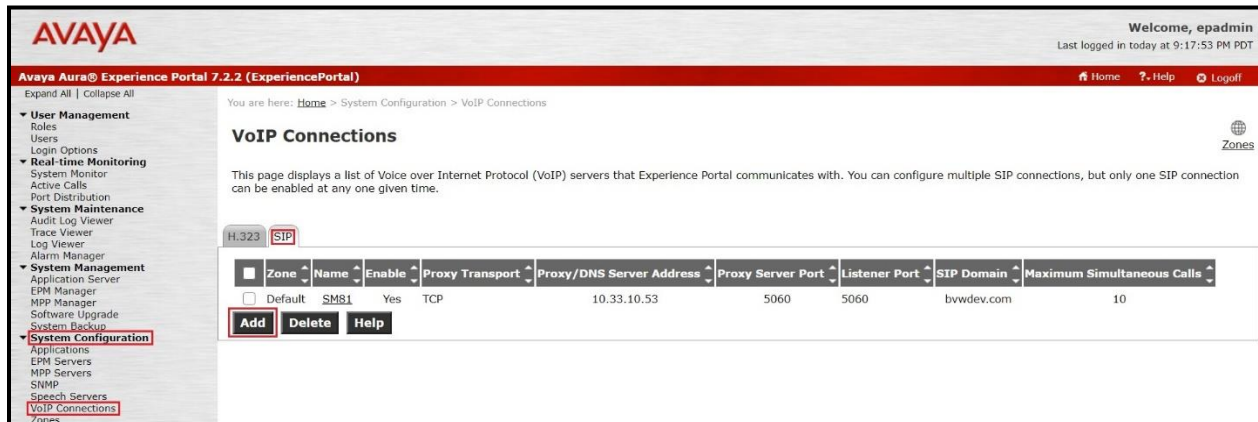 AVAYA
Welcome, epadmin
Last logged in today at 9:17:53 PM PDT
Avaya Aura® Experience Portal 7.2.2 (ExperiencePortal)
Home ? Help Logoff
Expand All | Collapse All
User Management
Roles
Users
Login Options
Real-time Monitoring
System Monitor
Active Calls
Port Distribution
System Maintenance
Audit Log Viewer
Trace Viewer
Log Viewer
Alarm Manager
System Management
Application Server
EPM Manager
MPP Manager
Software Upgrade
System Backup
System Configuration
Applications
EPM Servers
MPP Servers
SNMP
Speech Servers
VoIP Connections
Zones
You are here: Home > System Configuration > VoIP Connections
VoIP Connections
Zones
This page displays a list of Voice over Internet Protocol (VoIP) servers that Experience Portal communicates with. You can configure multiple SIP connections, but only one SIP connection
can be enabled at any one given time.
H.323 SIP
Zone Name Enable Proxy Transport Proxy/DNS Server Address Proxy Server Port Listener Port SIP Domain Maximum Simultaneous Calls
Default SM81 Yes TCP 10.33.10.53 5060 5060 bvwdev.com 10
Add Delete Help